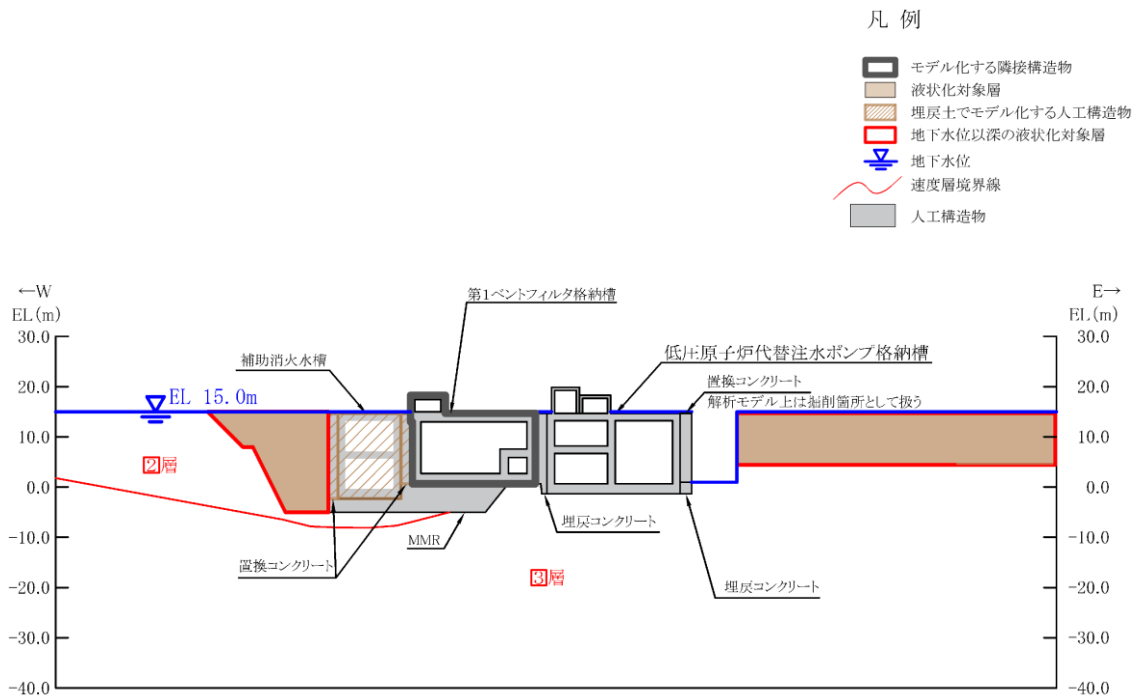 凡 例
モデル化する隣接構造物
液状化対象層
埋戻土でモデル化する人工構造物
地下水位以深の液状化対象層
地下水位
速度層境界線
人工構造物
←W
EL(m)
E→
EL(m)
第1ベントフィルタ格納槽
補助消火水槽
低圧原子炉代替注水ポンプ格納槽
置換コンクリート
解析モデル上は掘削箇所として扱う
EL 15.0m
30.0
20.0
10.0
0.0
-10.0
-20.0
-30.0
-40.0
30.0
20.0
10.0
0.0
-10.0
-20.0
-30.0
-40.0
②層
埋戻コンクリート
MMR
置換コンクリート
③層
埋戻コンクリート